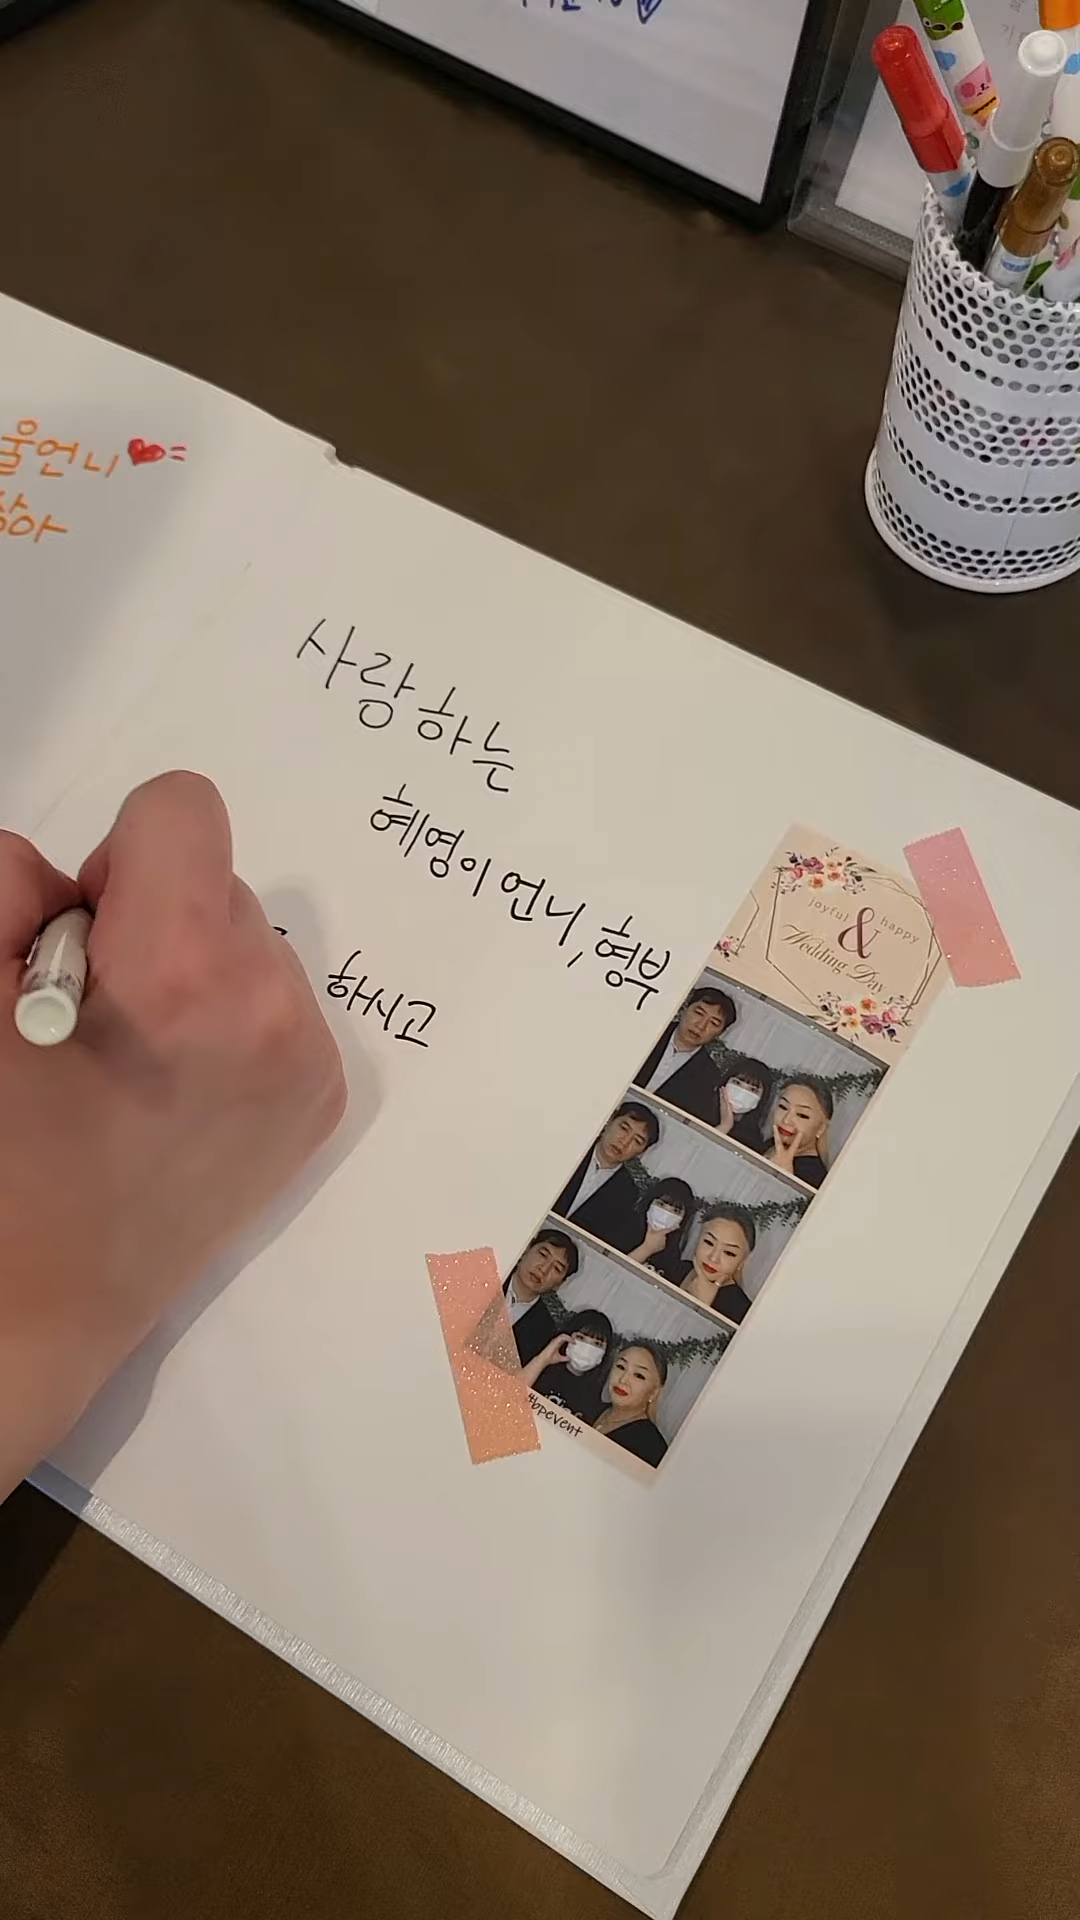 울언니
사랑하는
혜영이 언니, 형부
해시고
joyful & happy
Wedding Day
#bpevent